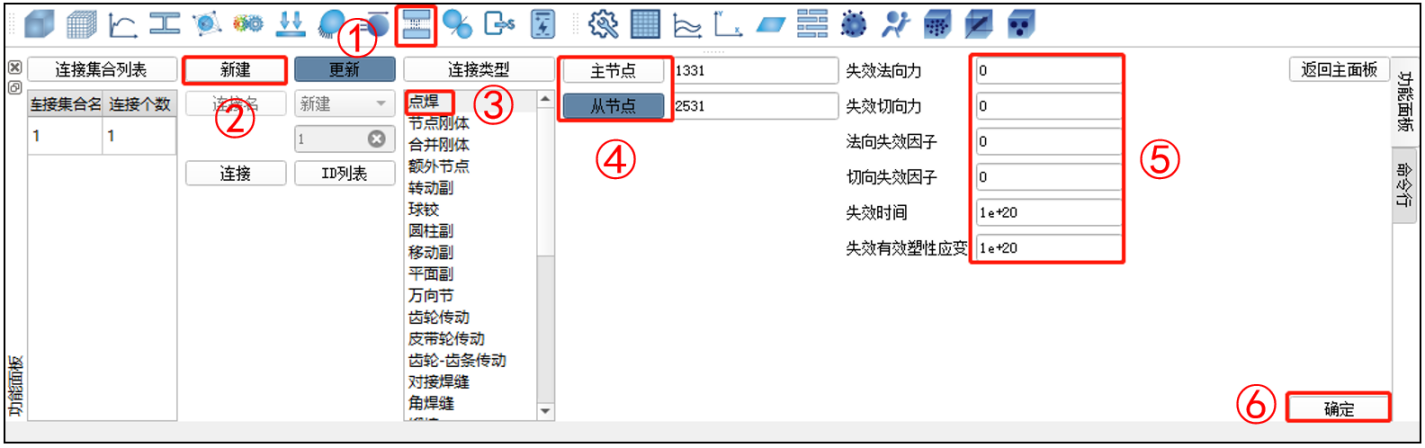 ①
连接集合列表 新建 更新 连接类型 主节点 1331 失效法向力 0 返回主面板
连接集合名 连接个数 连接名 新建 点焊 ③ 从节点 2531 失效切向力 0
②
1 1 1 节点刚体 ④ 法向失效因子 0 ⑤
合并刚体
连接 ID列表 额外节点 切向失效因子 0
转动副
球铰 失效时间 1e+20
圆柱副
移动副 失效有效塑性应变 1e+20
平面副
万向节
齿轮传动
皮带轮传动
齿轮-齿条传动
对接焊缝
角焊缝
⑥ 确定
功能面板
功能面板
命令行